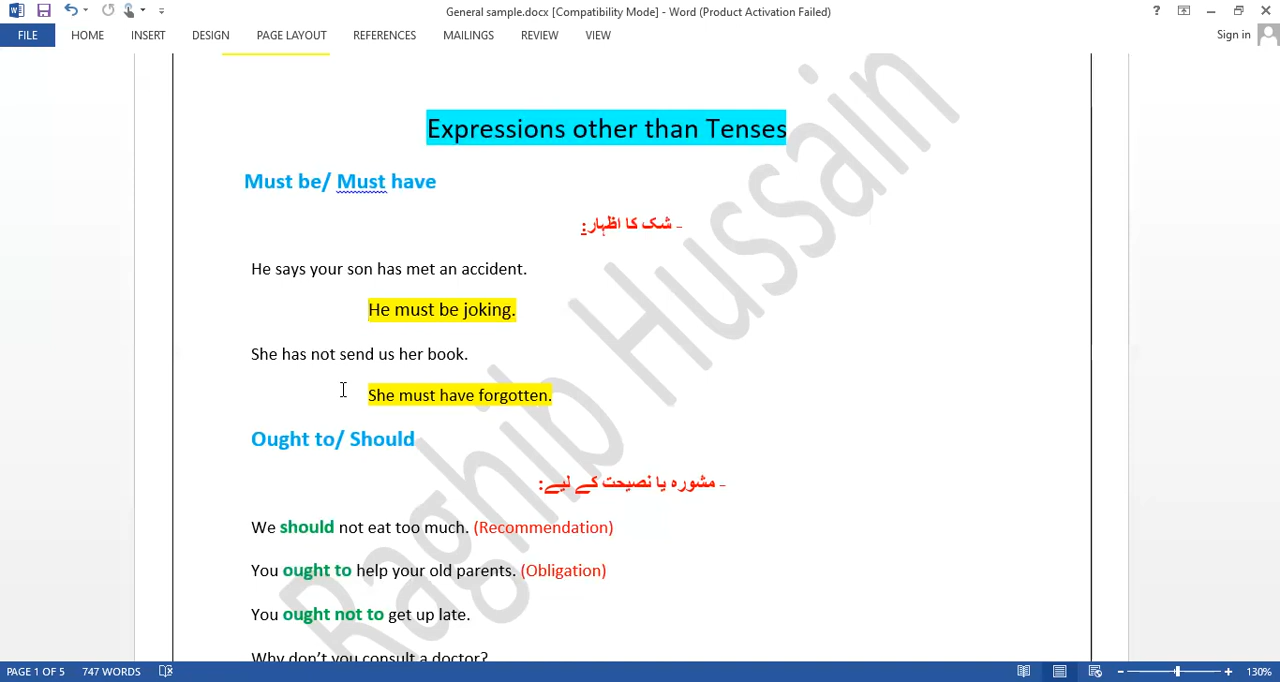 General sample.docx [Compatibility Mode] - Word (Product Activation Failed)
FILE HOME INSERT DESIGN PAGE LAYOUT REFERENCES MAILINGS REVIEW VIEW Sign in
Expressions other than Tenses
Must be/ Must have
- شک کا اظہار:
He says your son has met an accident.
He must be joking.
She has not send us her book.
She must have forgotten.
Ought to/ Should
- مشورہ یا نصیحت کے لیے:
We should not eat too much. (Recommendation)
You ought to help your old parents. (Obligation)
You ought not to get up late.
Why don’t you consult a doctor?
Raghib Hussain
PAGE 1 OF 5 747 WORDS 130%